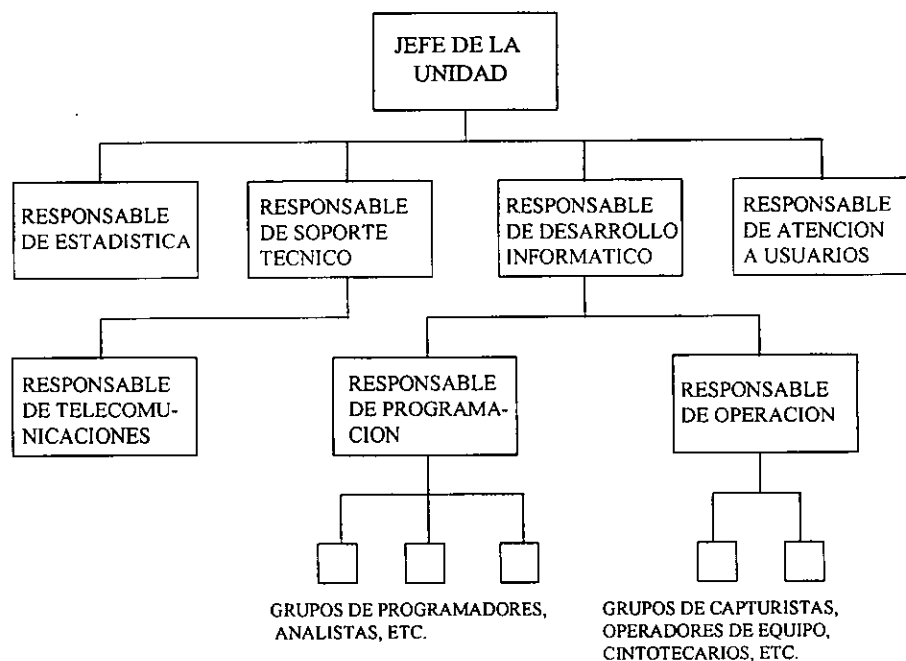 JEFE DE LA
UNIDAD
RESPONSABLE
DE ESTADISTICA
RESPONSABLE
DE SOPORTE
TECNICO
RESPONSABLE
DE DESARROLLO
INFORMATICO
RESPONSABLE
DE ATENCION
A USUARIOS
RESPONSABLE
DE TELECOMU-
NICACIONES
RESPONSABLE
DE PROGRAMA-
CION
RESPONSABLE
DE OPERACION
GRUPOS DE PROGRAMADORES,
ANALISTAS, ETC.
GRUPOS DE CAPTURISTAS,
OPERADORES DE EQUIPO,
CINTOTECARIOS, ETC.